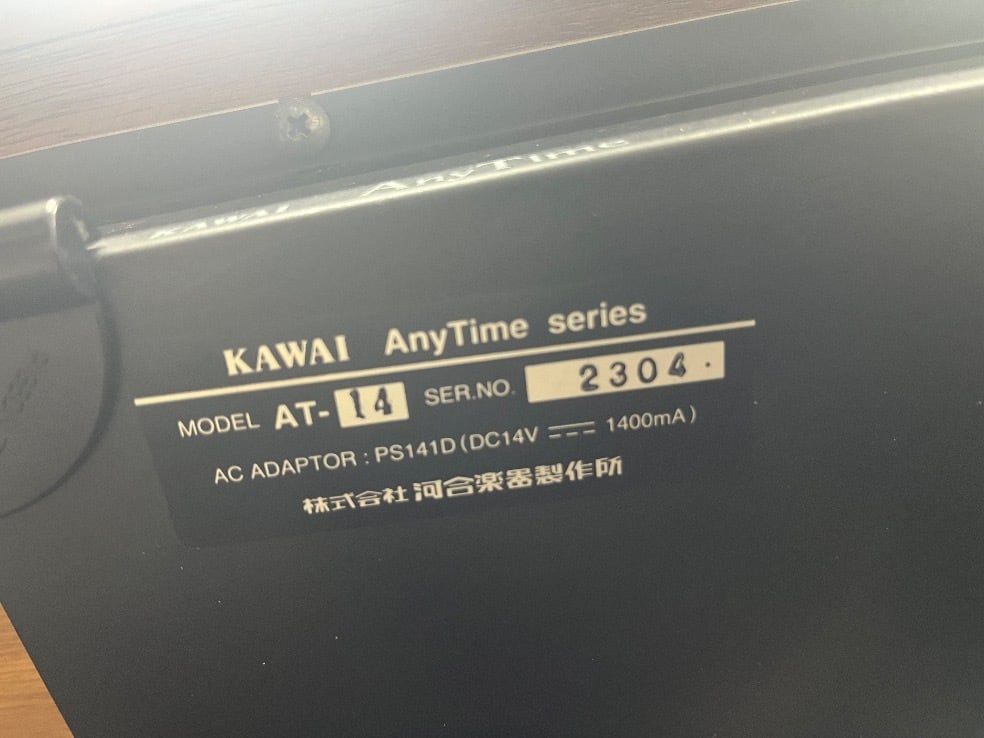 KAWAI AnyTime
KAWAI AnyTime series
MODEL AT-14 SER.NO. 2304.
AC ADAPTOR : PS141D (DC14V ⎓ 1400mA)
株式会社 河合楽器製作所